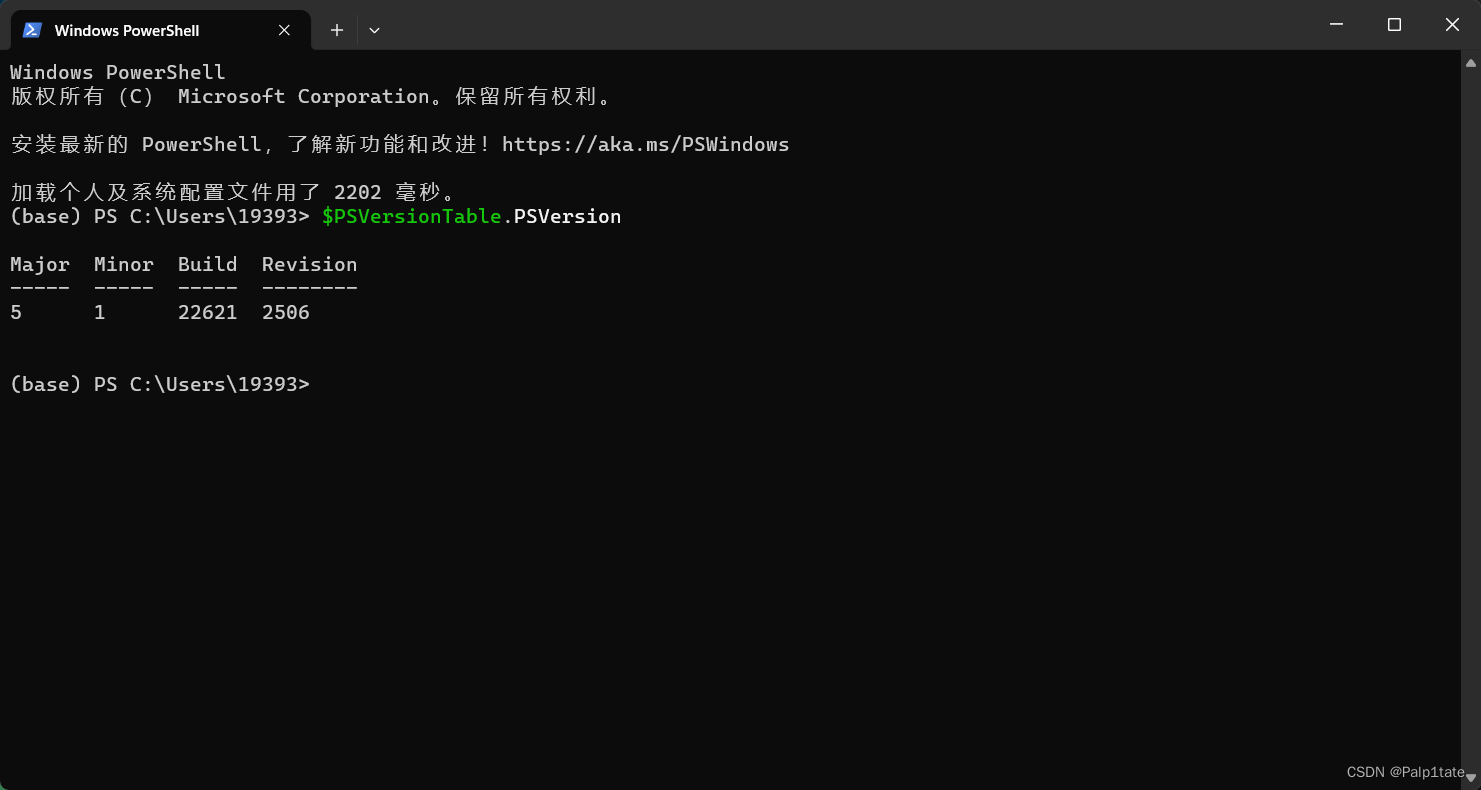 Windows PowerShell
Windows PowerShell
版权所有（C） Microsoft Corporation。保留所有权利。
安装最新的 PowerShell，了解新功能和改进！https://aka.ms/PSWindows
加载个人及系统配置文件用了 2202 毫秒。
(base) PS C:\Users\19393> $PSVersionTable.PSVersion
Major  Minor  Build  Revision
-----  -----  -----  --------
5      1      22621  2506
(base) PS C:\Users\19393>
CSDN @Palp1tate